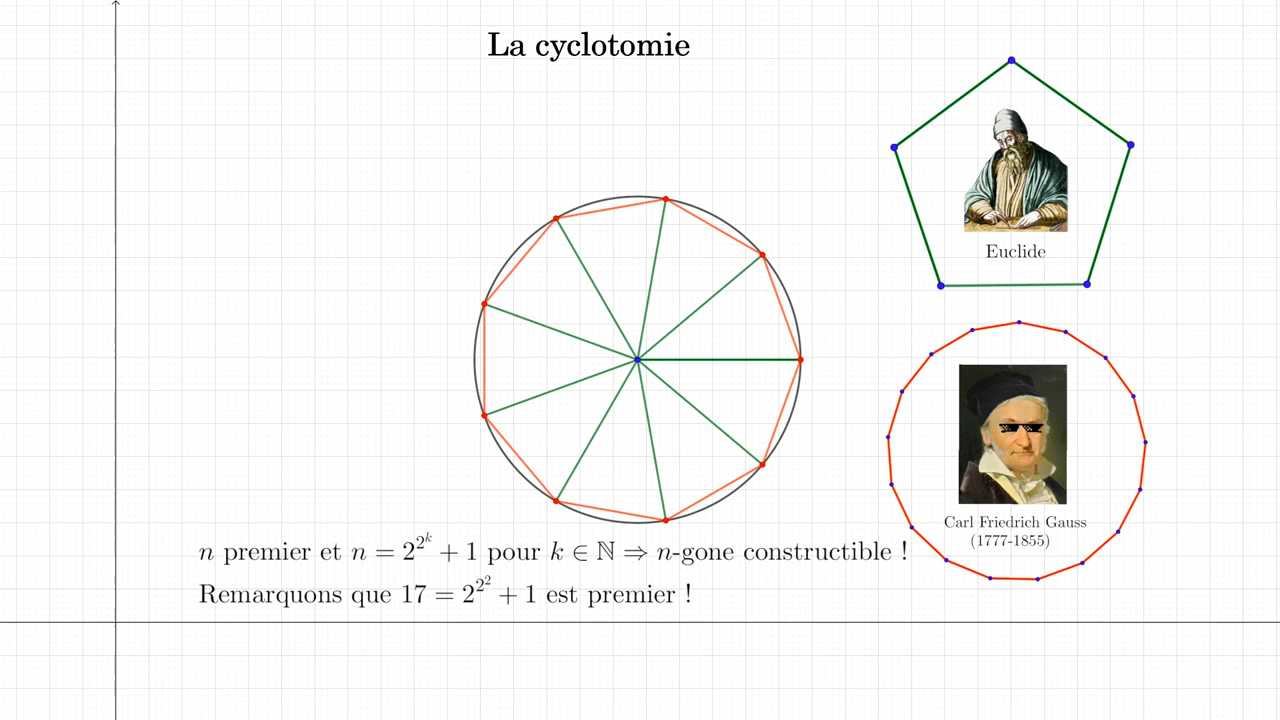 La cyclotomie
Euclide
Carl Friedrich Gauss
(1777-1855)
n premier et n = 2^{2^k} + 1 pour k ∈ ℕ ⇒ n-gone constructible !
Remarquons que 17 = 2^{2^2} + 1 est premier !